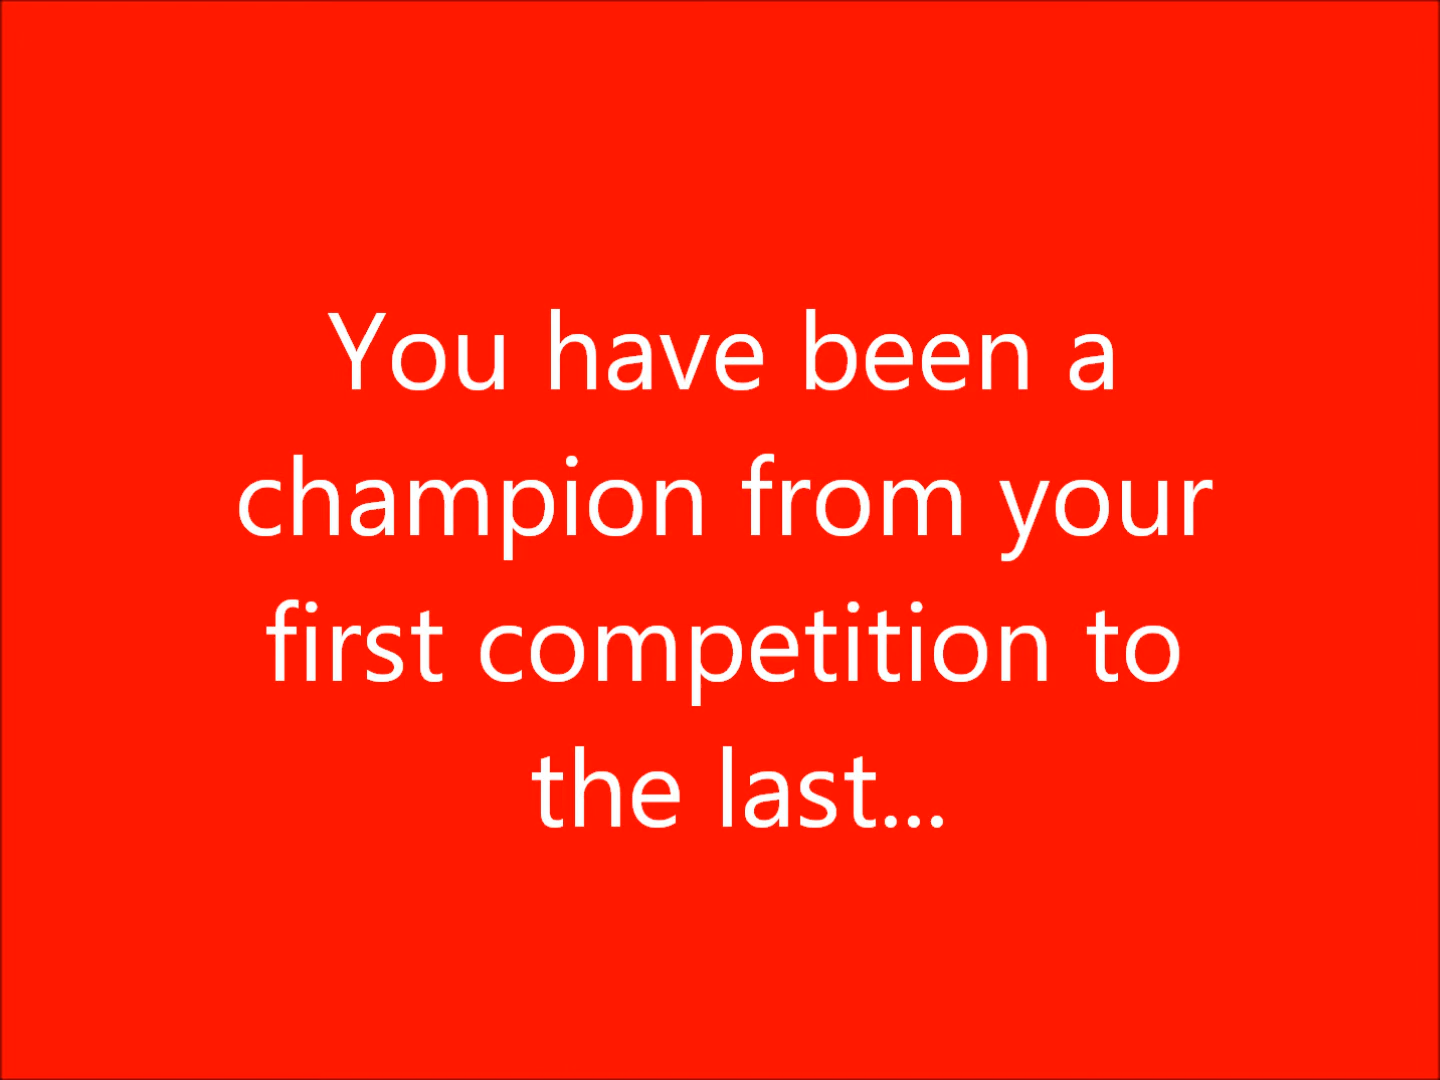 You have been a
champion from your
first competition to
the last...